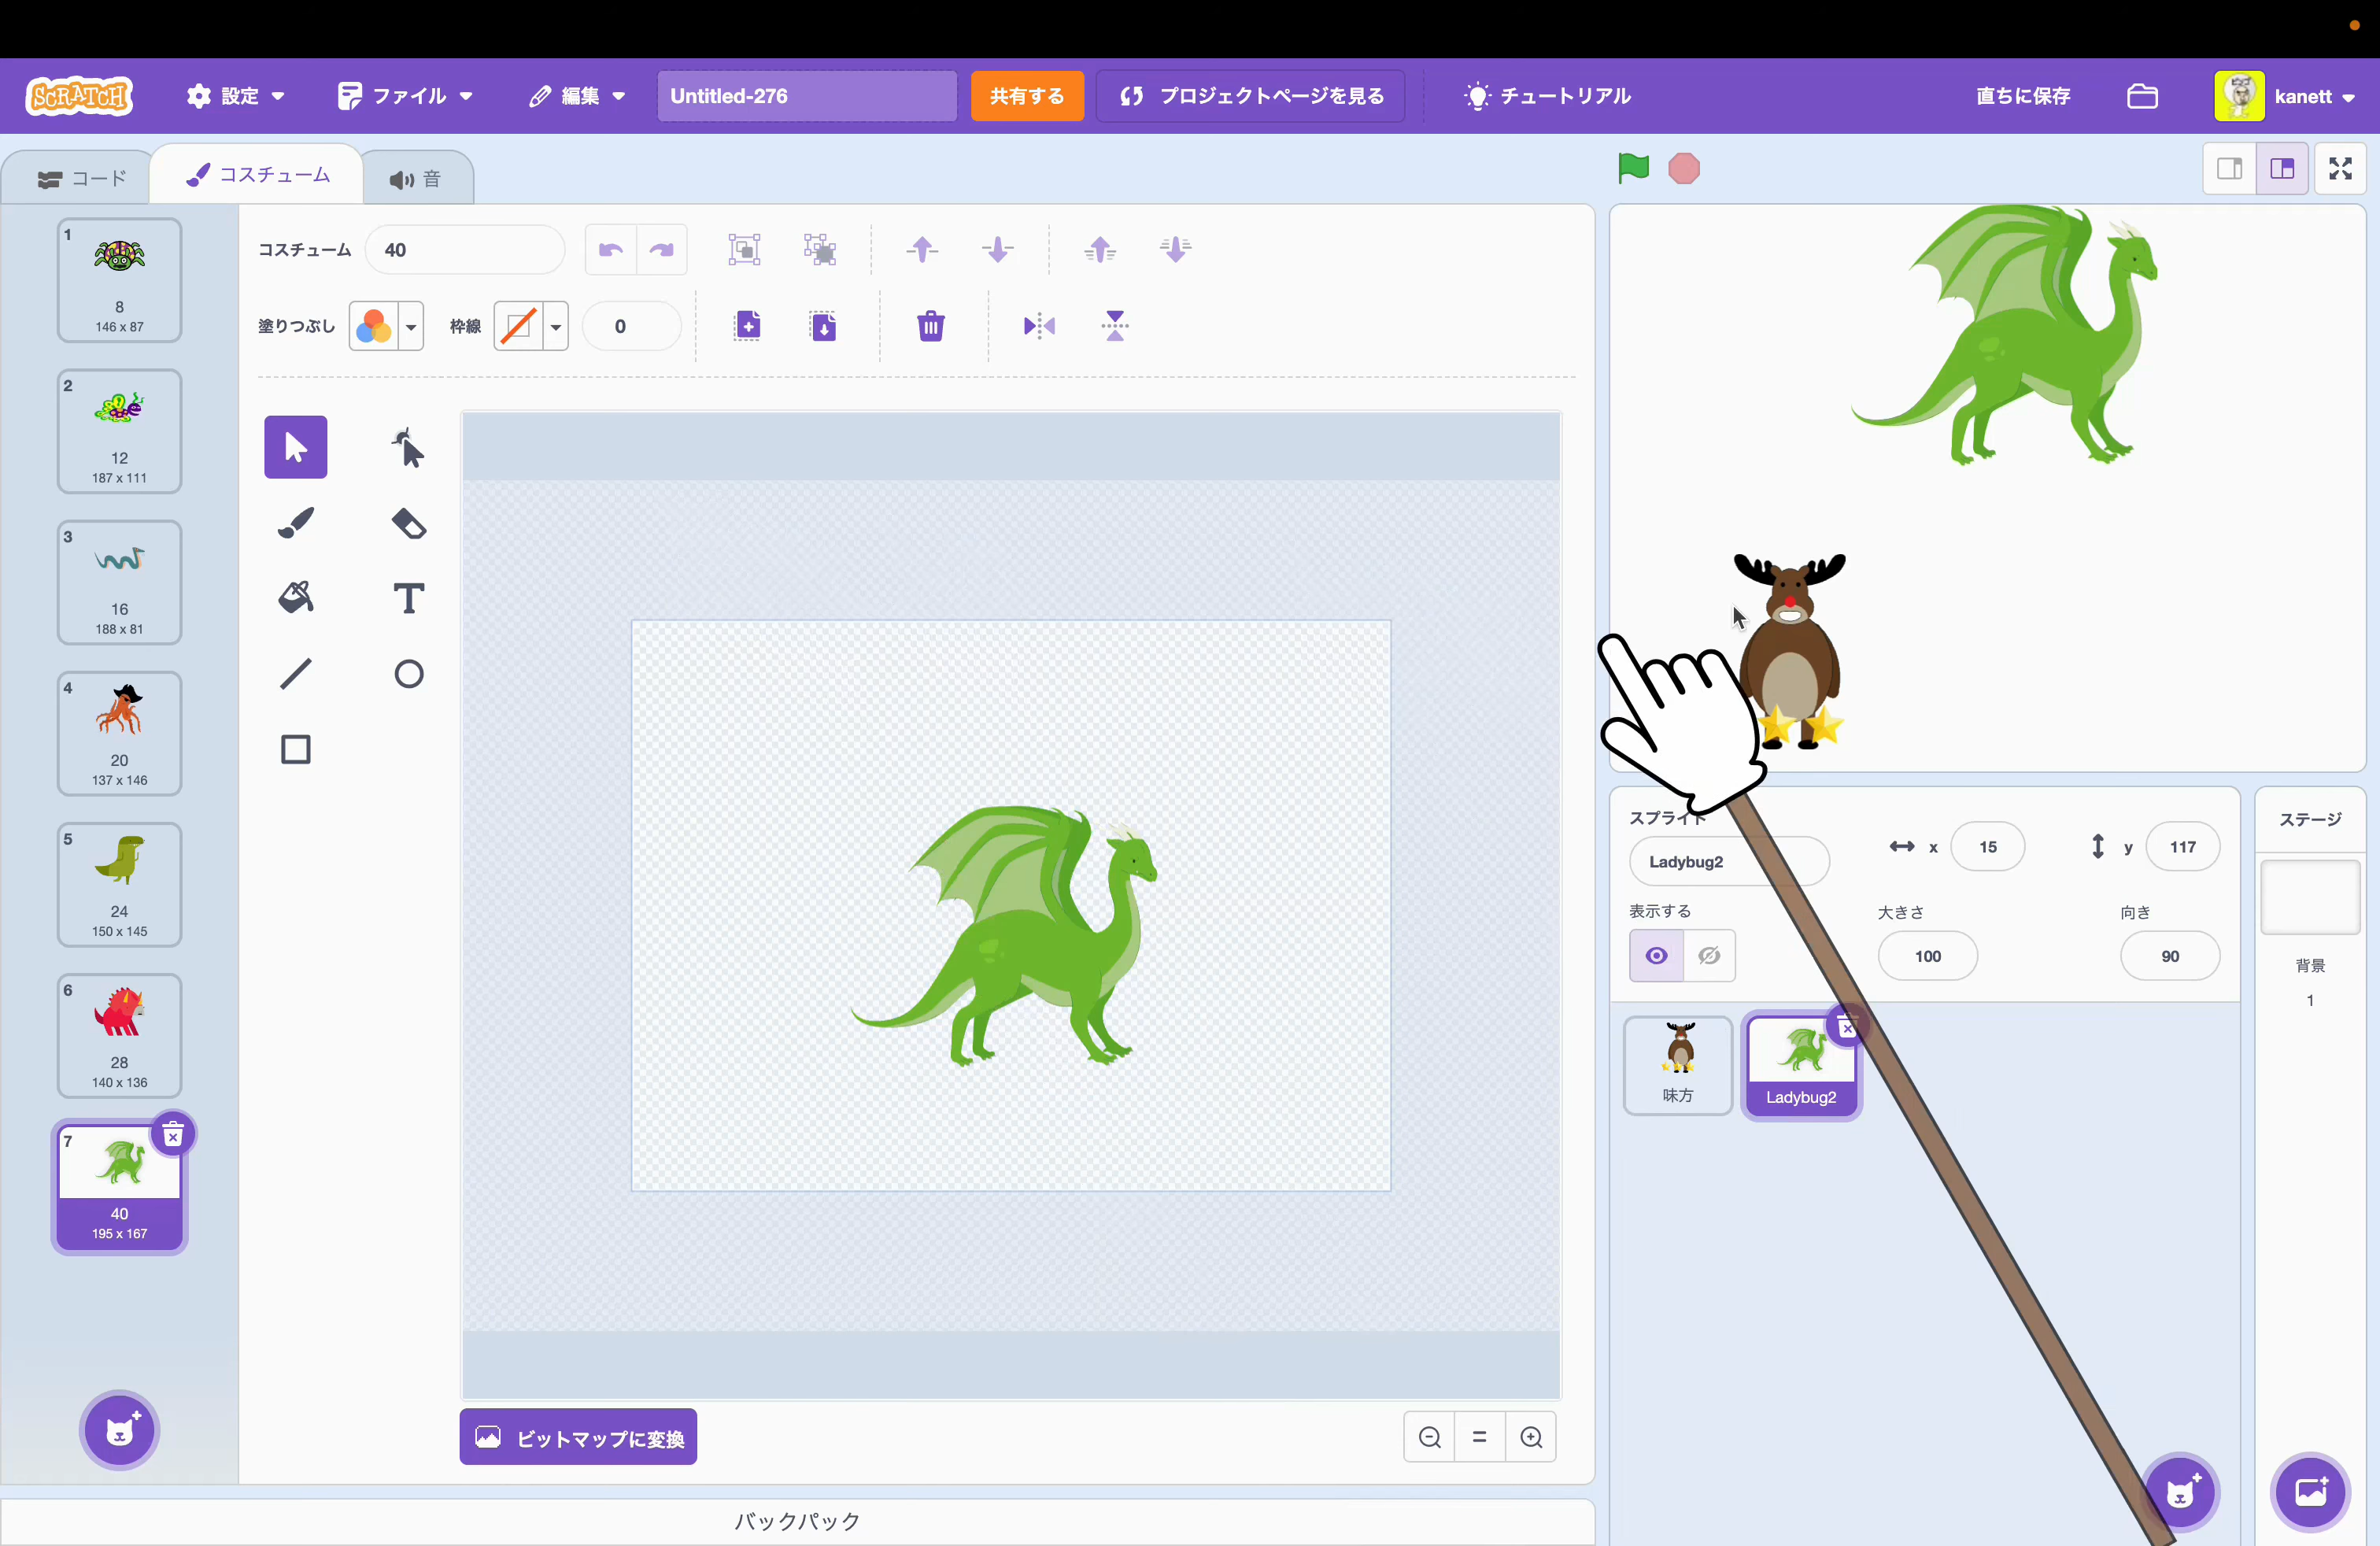 SCRATCH
設定
ファイル
編集
Untitled-276
共有する
プロジェクトページを見る
チュートリアル
直ちに保存
kanett
コード
コスチューム
音
1
8
146 x 87
2
12
187 x 111
3
16
188 x 81
4
20
137 x 146
5
24
150 x 145
6
28
140 x 136
7
40
195 x 167
コスチューム
40
塗りつぶし
枠線
0
T
ビットマップに変換
バックパック
スプライト
Ladybug2
x
15
y
117
表示する
大きさ
100
向き
90
味方
Ladybug2
ステージ
背景
1